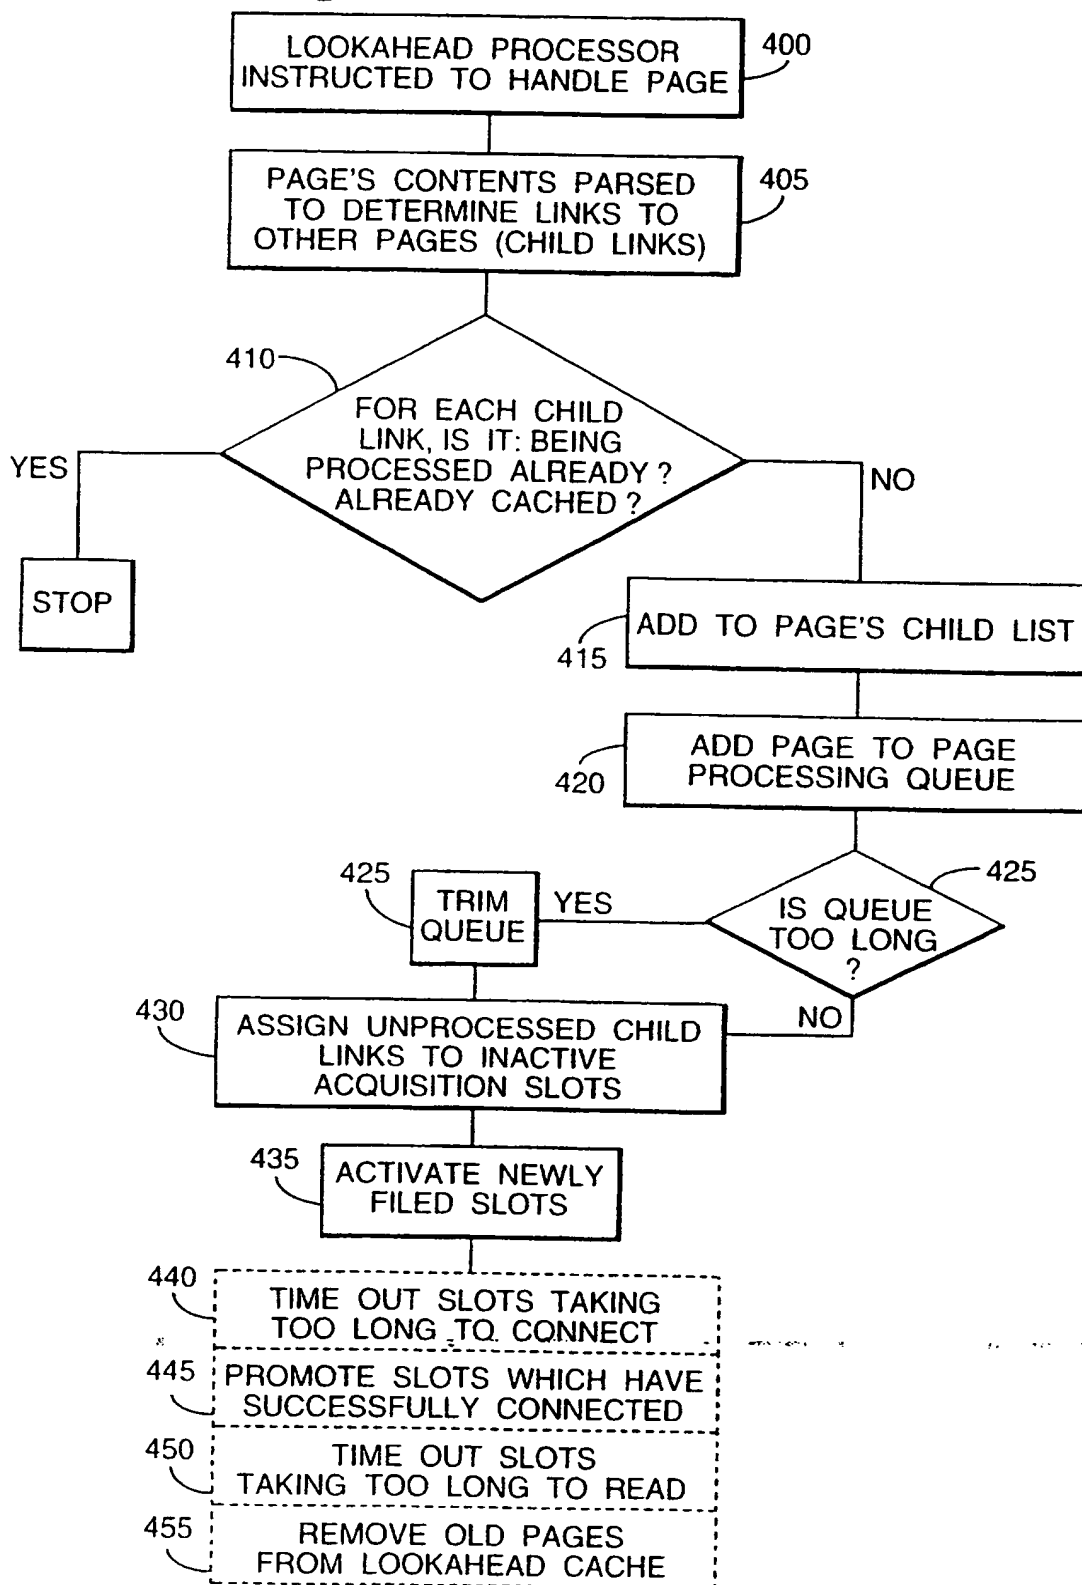 LOOKAHEAD PROCESSOR
INSTRUCTED TO HANDLE PAGE
400
PAGE'S CONTENTS PARSED
TO DETERMINE LINKS TO
OTHER PAGES (CHILD LINKS)
405
410
FOR EACH CHILD
LINK, IS IT: BEING
PROCESSED ALREADY?
ALREADY CACHED?
YES
NO
STOP
ADD TO PAGE'S CHILD LIST
415
ADD PAGE TO PAGE
PROCESSING QUEUE
420
425
TRIM
QUEUE
YES
IS QUEUE
TOO LONG
?
425
NO
430
ASSIGN UNPROCESSED CHILD
LINKS TO INACTIVE
ACQUISITION SLOTS
435
ACTIVATE NEWLY
FILED SLOTS
440
TIME OUT SLOTS TAKING
TOO LONG TO CONNECT
445
PROMOTE SLOTS WHICH HAVE
SUCCESSFULLY CONNECTED
450
TIME OUT SLOTS
TAKING TOO LONG TO READ
455
REMOVE OLD PAGES
FROM LOOKAHEAD CACHE